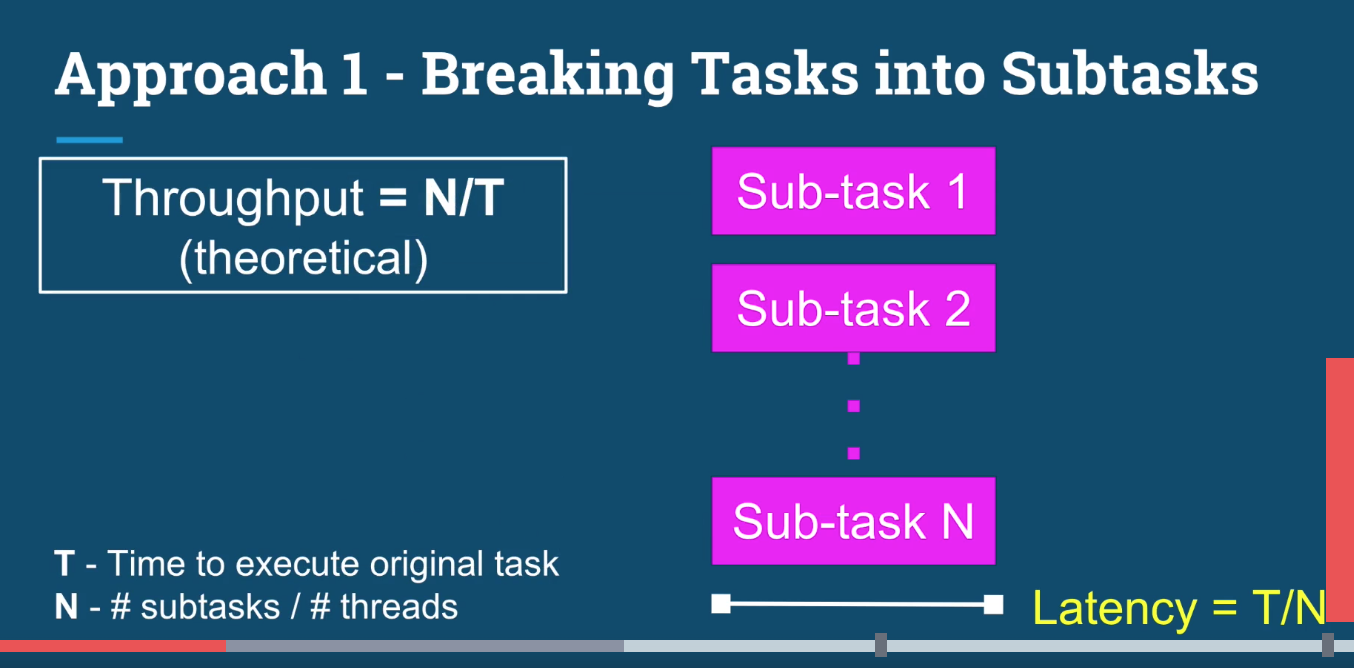 Approach 1 - Breaking Tasks into Subtasks
Throughput = N/T
(theoretical)
Sub-task 1
Sub-task 2
Sub-task N
T - Time to execute original task
N - # subtasks / # threads
Latency = T/N